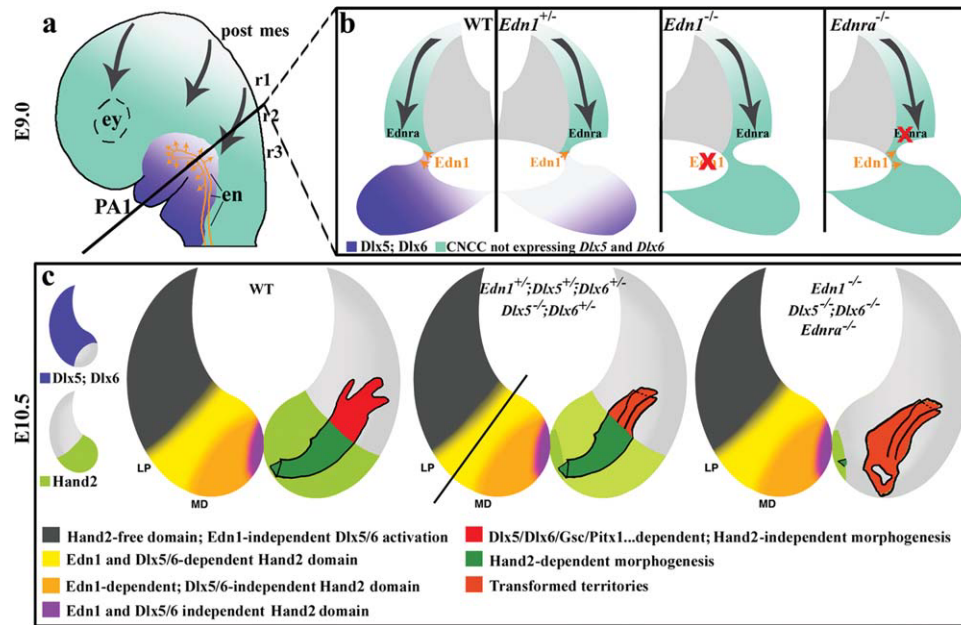 a
post mes
r1
r2
r3
ey
en
PA1
E9.0
b
WT
Edn1+/-
Edn1-/-
Ednra-/-
Ednra
Ednra
Ednra
Ednra
Edn1
Edn1
Edn1
Edn1
Dlx5; Dlx6
CNCC not expressing Dlx5 and Dlx6
E10.5
c
Dlx5; Dlx6
Hand2
WT
LP
MD
Edn1+/-;Dlx5+/-;Dlx6+/-
Dlx5-/-;Dlx6+/-
LP
MD
Edn1-/-
Dlx5-/-;Dlx6-/-
Ednra-/-
LP
MD
Hand2-free domain; Edn1-independent Dlx5/6 activation
Edn1 and Dlx5/6-dependent Hand2 domain
Edn1-dependent; Dlx5/6-independent Hand2 domain
Edn1 and Dlx5/6 independent Hand2 domain
Dlx5/Dlx6/Gsc/Pitx1...dependent; Hand2-independent morphogenesis
Hand2-dependent morphogenesis
Transformed territories